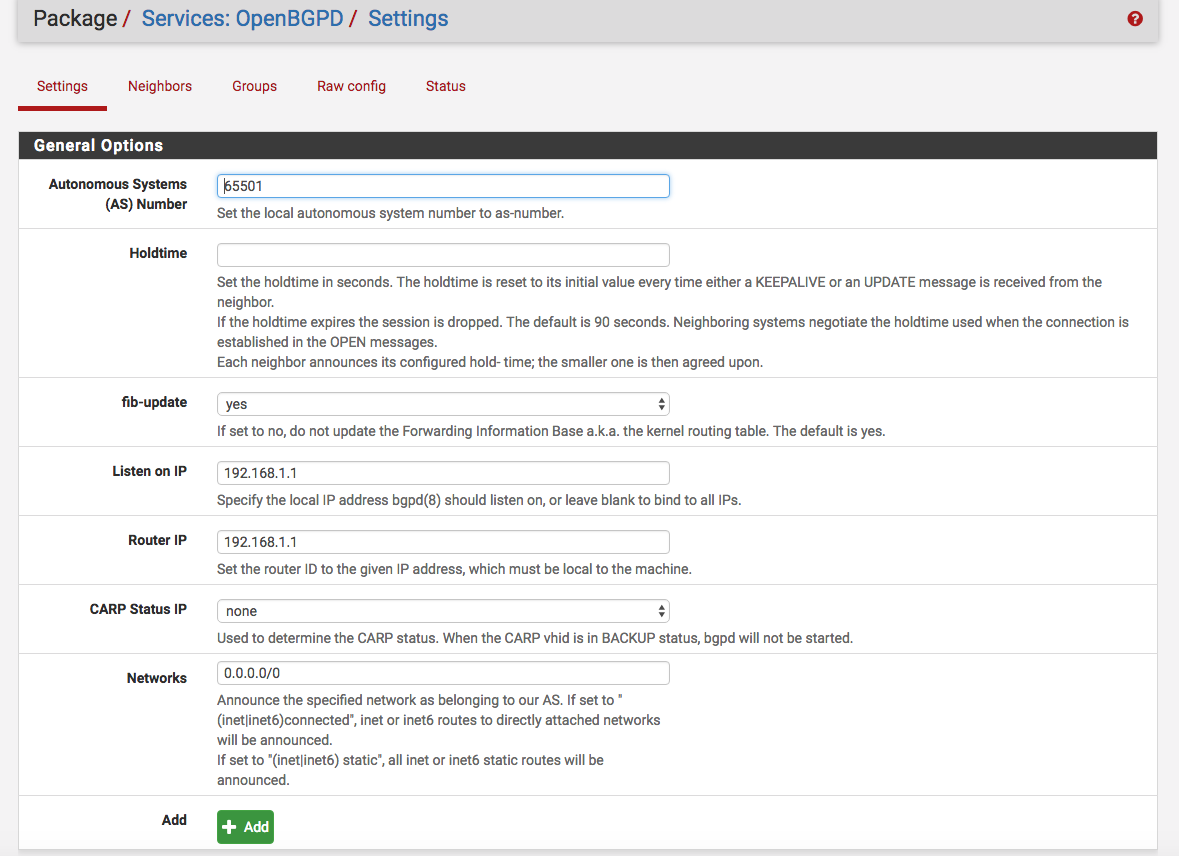 Package / Services: OpenBGPD / Settings
?
Settings Neighbors Groups Raw config Status
General Options
Autonomous Systems
(AS) Number
65501
Set the local autonomous system number to as-number.
Holdtime
Set the holdtime in seconds. The holdtime is reset to its initial value every time either a KEEPALIVE or an UPDATE message is received from the
neighbor.
If the holdtime expires the session is dropped. The default is 90 seconds. Neighboring systems negotiate the holdtime used when the connection is
established in the OPEN messages.
Each neighbor announces its configured hold- time; the smaller one is then agreed upon.
fib-update
yes
If set to no, do not update the Forwarding Information Base a.k.a. the kernel routing table. The default is yes.
Listen on IP
192.168.1.1
Specify the local IP address bgpd(8) should listen on, or leave blank to bind to all IPs.
Router IP
192.168.1.1
Set the router ID to the given IP address, which must be local to the machine.
CARP Status IP
none
Used to determine the CARP status. When the CARP vhid is in BACKUP status, bgpd will not be started.
Networks
0.0.0.0/0
Announce the specified network as belonging to our AS. If set to "
(inet|inet6)connected", inet or inet6 routes to directly attached networks
will be announced.
If set to "(inet|inet6) static", all inet or inet6 static routes will be
announced.
Add
+ Add